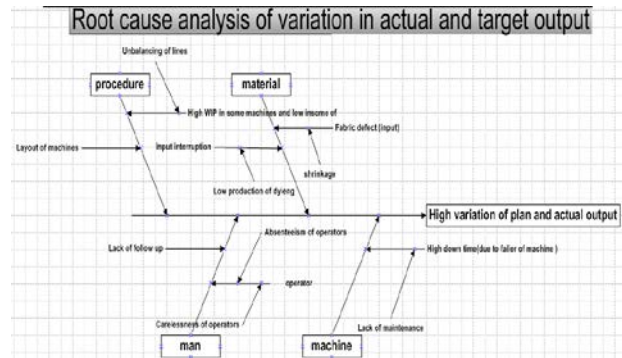 Root cause analysis of variation in actual and target output
Unbalancing of lines
procedure
material
High WIP in some machines and low insome of
Fabric defect (input)
Layout of machines
Input interruption
shrinkage
Low production of dyieng
High variation of plan and actual output
Absenteeism of operators
Lack of follow up
High down time(due to failer of machine )
operator
Carelessness of operators
Lack of maintenance
man
machine